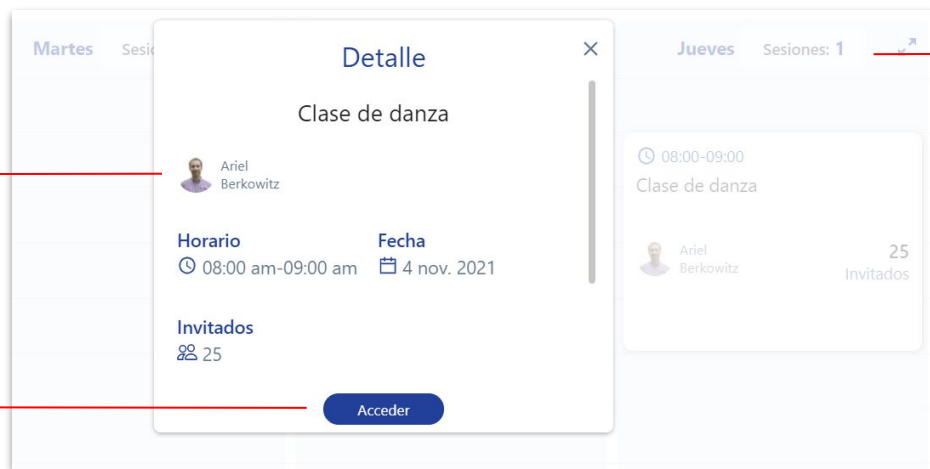 Martes Sesio
Detalle
Jueves Sesiones: 1
Clase de danza
Ariel
Berkowitz
Horario Fecha
08:00 am-09:00 am 4 nov. 2021
Invitados
25
Acceder
08:00-09:00
Clase de danza
Ariel
Berkowitz
25
Invitados